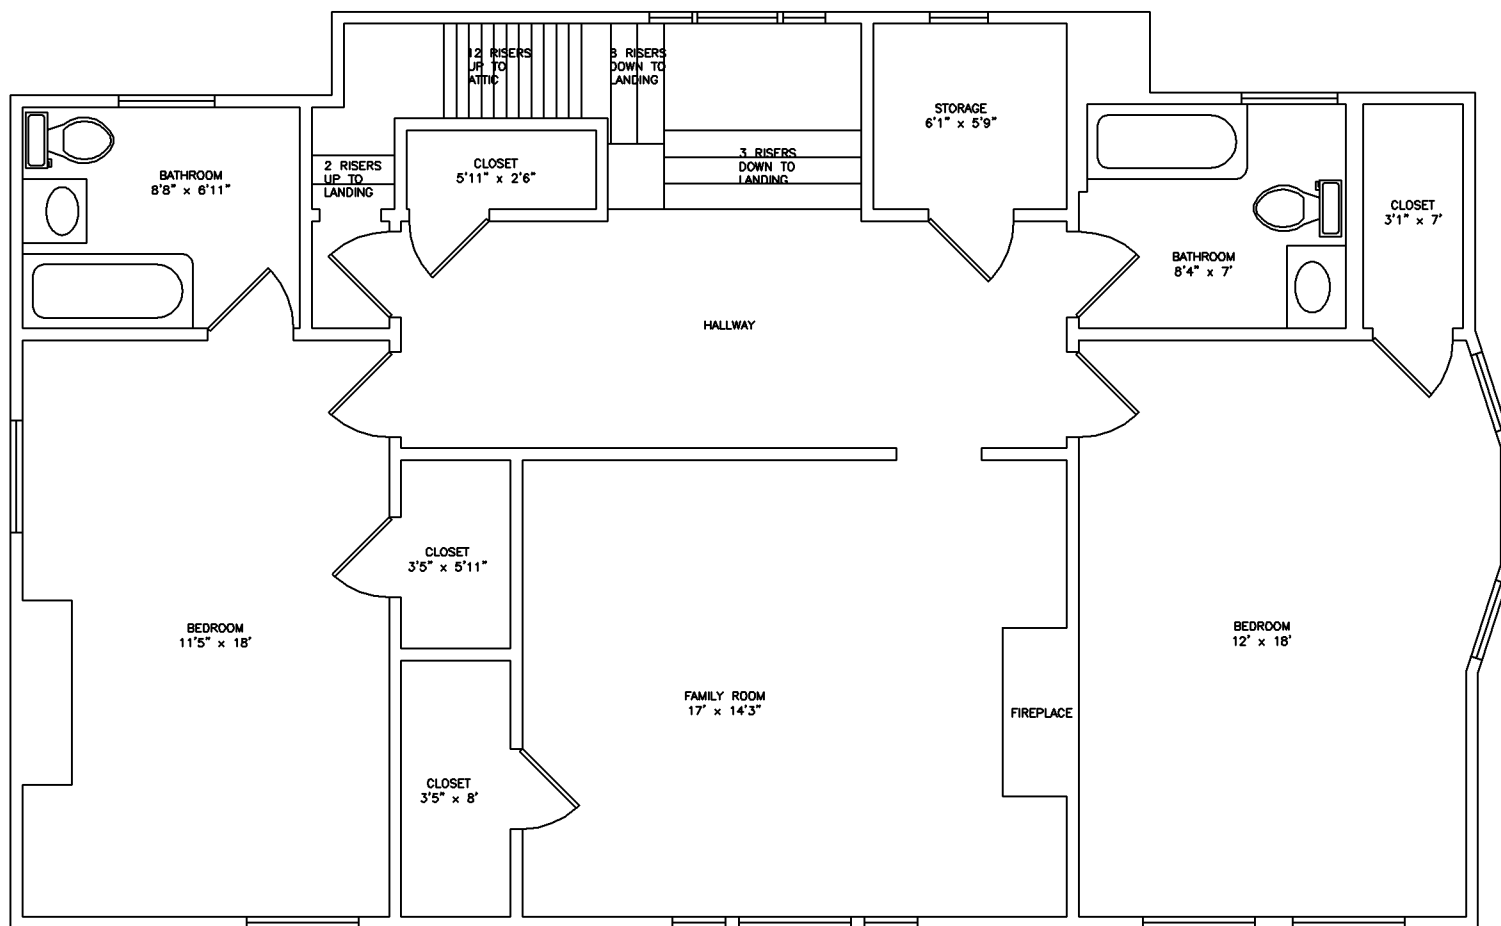 12 RISERS
UP TO
ATTIC
8 RISERS
DOWN TO
LANDING
STORAGE
6'1" x 5'9"
BATHROOM
8'8" x 6'11"
2 RISERS
UP TO
LANDING
CLOSET
5'11" x 2'6"
3 RISERS
DOWN TO
LANDING
CLOSET
3'1" x 7'
BATHROOM
8'4" x 7'
HALLWAY
CLOSET
3'5" x 5'11"
BEDROOM
11'5" x 18'
BEDROOM
12' x 18'
FAMILY ROOM
17' x 14'3"
FIREPLACE
CLOSET
3'5" x 8'